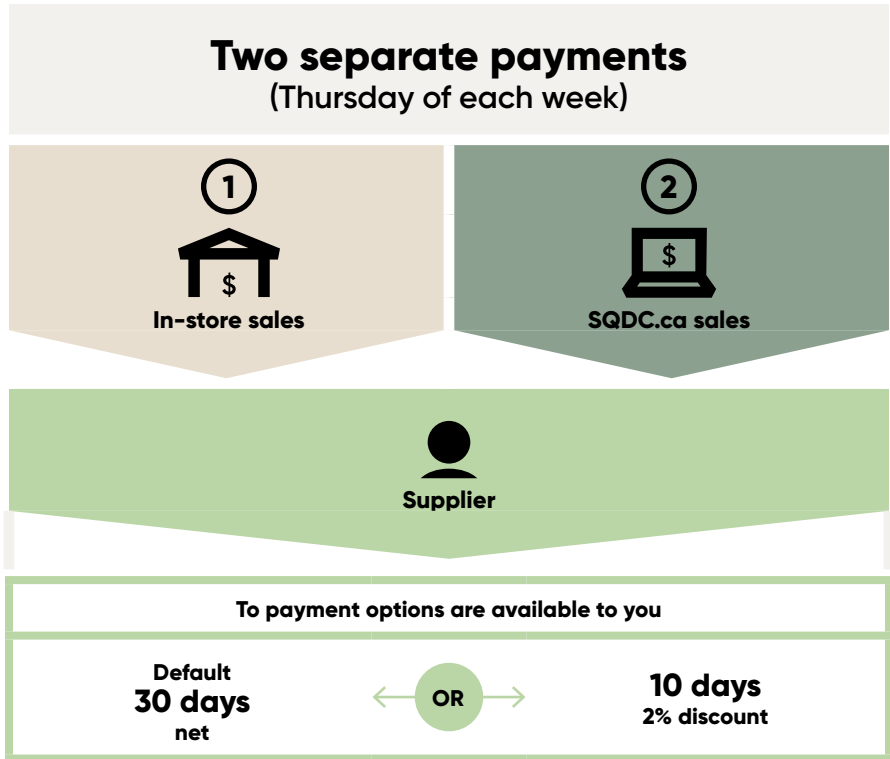 Two separate payments
(Thursday of each week)
1
2
$
$
In-store sales
SQDC.ca sales
Supplier
To payment options are available to you
Default
30 days
net
OR
10 days
2% discount